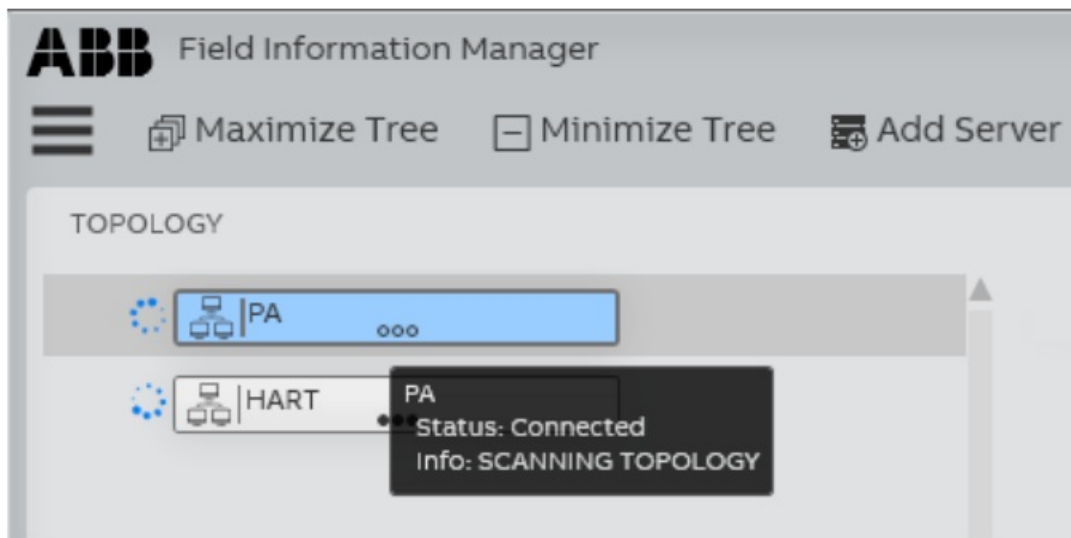 ABB Field Information Manager
Maximize Tree Minimize Tree Add Server
TOPOLOGY
PA
HART
PA
Status: Connected
Info: SCANNING TOPOLOGY